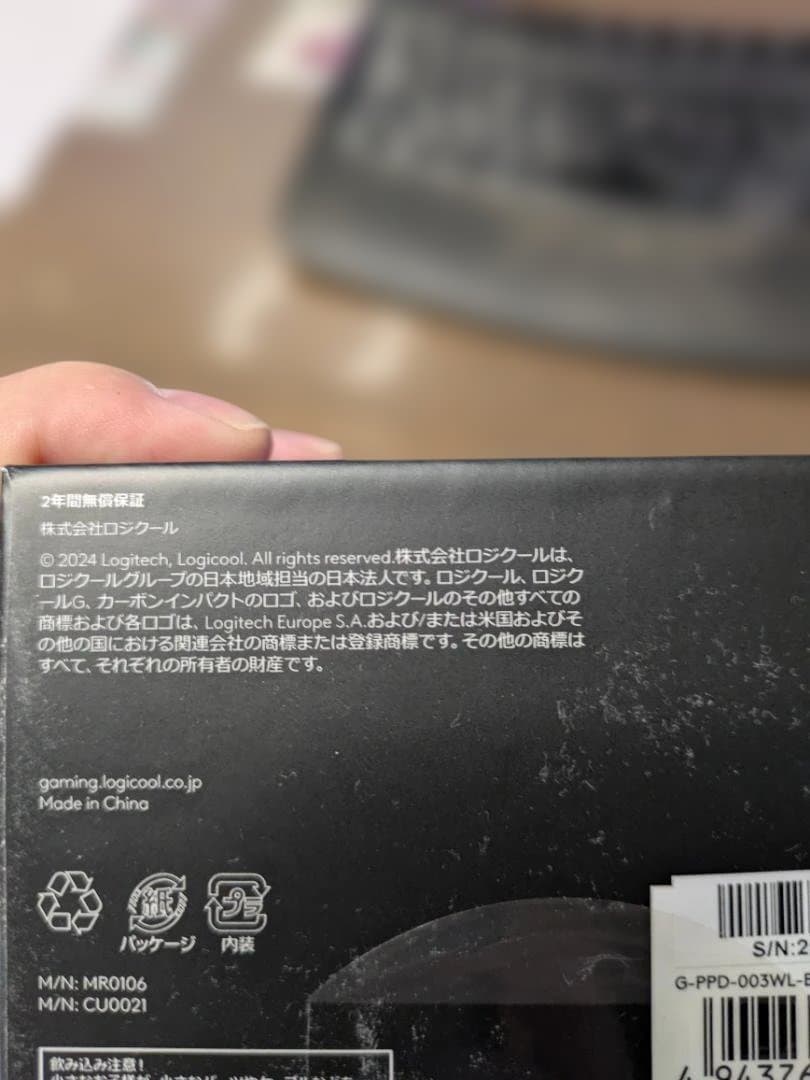 2年間無償保証
株式会社ロジクール
© 2024 Logitech, Logicool. All rights reserved.株式会社ロジクールは、
ロジクールグループの日本地域担当の日本法人です。ロジクール、ロジク
ールG、カーボンインパクトのロゴ、およびロジクールのその他すべての
商標および各ロゴは、Logitech Europe S.A.および/または米国およびそ
の他の国における関連会社の商標または登録商標です。その他の商標は
すべて、それぞれの所有者の財産です。
gaming.logicool.co.jp
Made in China
紙
プラ
パッケージ
内装
M/N: MR0106
M/N: CU0021
S/N:2
G-PPD-003WL-
4 94376
飲み込み注意!